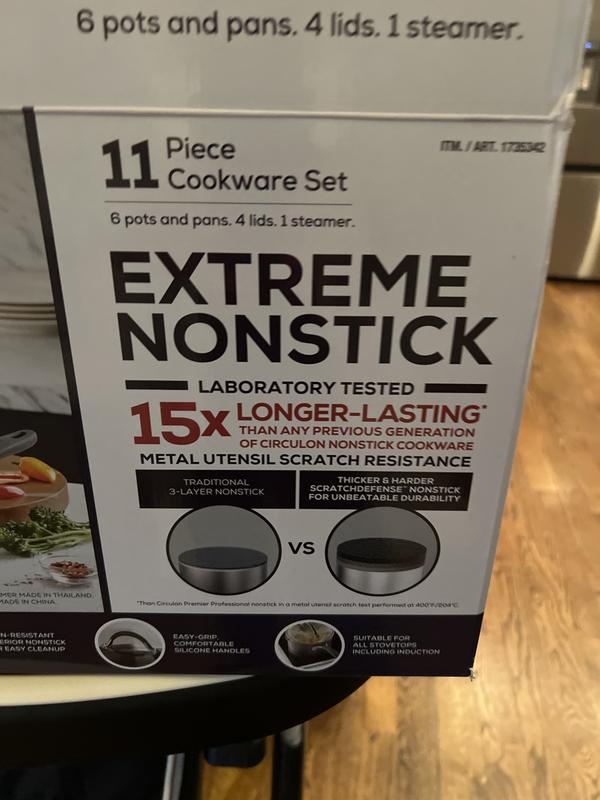 6 pots and pans. 4 lids. 1 steamer.
11 Piece
Cookware Set
ITM. / ART. 1735342
6 pots and pans. 4 lids. 1 steamer.
EXTREME
NONSTICK
LABORATORY TESTED
15x LONGER-LASTING*
THAN ANY PREVIOUS GENERATION
OF CIRCULON NONSTICK COOKWARE
METAL UTENSIL SCRATCH RESISTANCE
TRADITIONAL
3-LAYER NONSTICK
THICKER & HARDER
SCRATCHDEFENSE™ NONSTICK
FOR UNBEATABLE DURABILITY
VS
MER MADE IN THAILAND.
MADE IN CHINA.
*Than Circulon Premier Professional nonstick in a metal utensil scratch test performed at 400°F/204°C.
N-RESISTANT
ERIOR NONSTICK
R EASY CLEANUP
EASY-GRIP,
COMFORTABLE
SILICONE HANDLES
SUITABLE FOR
ALL STOVETOPS
INCLUDING INDUCTION